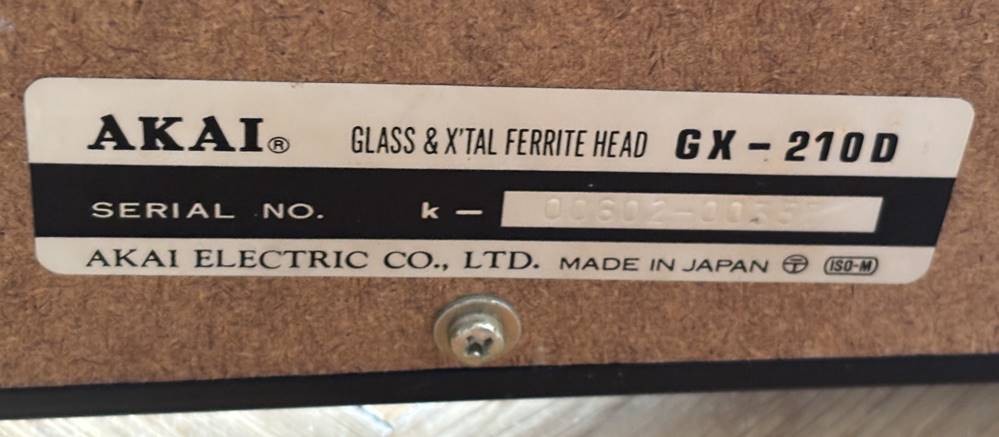 AKAI® GLASS & X'TAL FERRITE HEAD GX-210D
SERIAL NO. k-
AKAI ELECTRIC CO., LTD. MADE IN JAPAN ISO-M